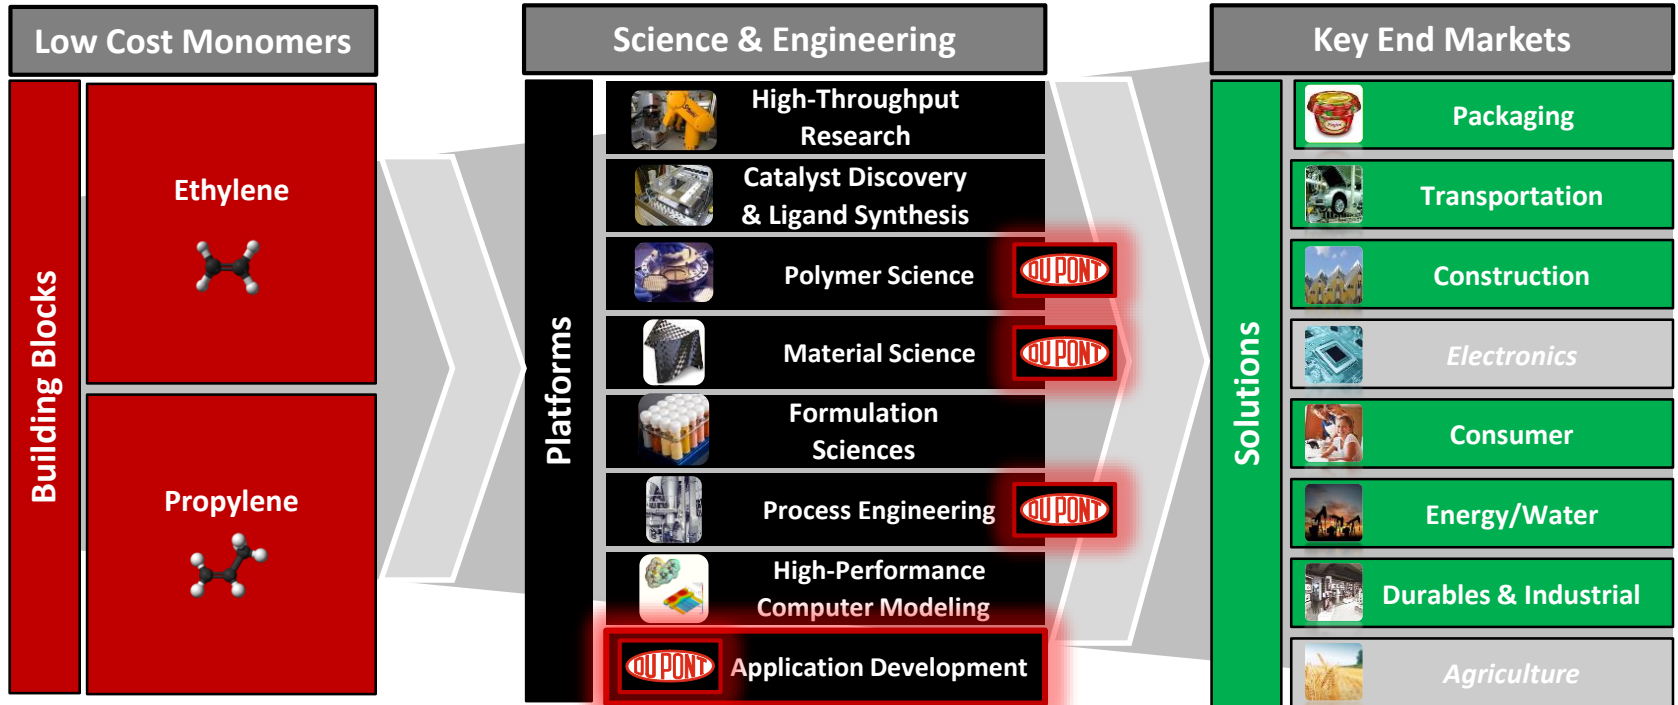 Low Cost Monomers
Building Blocks
Ethylene
Propylene
Science & Engineering
Platforms
High-Throughput
Research
Catalyst Discovery
& Ligand Synthesis
Polymer Science
DUPONT
Material Science
DUPONT
Formulation
Sciences
Process Engineering
DUPONT
High-Performance
Computer Modeling
DUPONT
Application Development
Key End Markets
Solutions
Packaging
Transportation
Construction
Electronics
Consumer
Energy/Water
Durables & Industrial
Agriculture